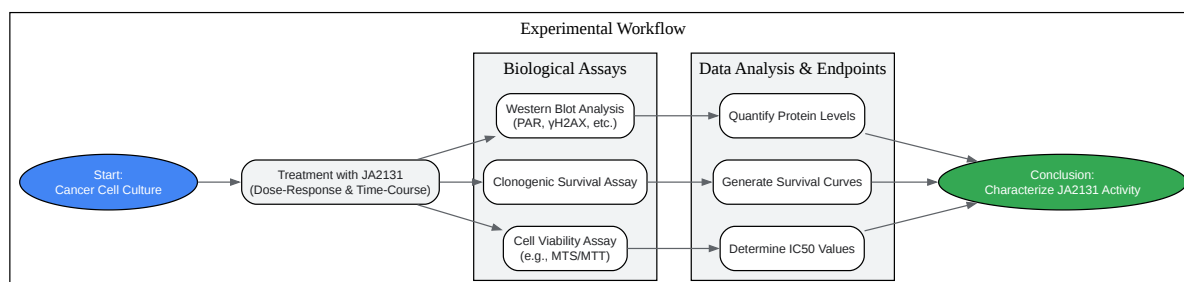 Experimental Workflow
Biological Assays
Data Analysis & Endpoints
Start:
Cancer Cell Culture
Treatment with JA2131
(Dose-Response & Time-Course)
Western Blot Analysis
(PAR, γH2AX, etc.)
Clonogenic Survival Assay
Cell Viability Assay
(e.g., MTS/MTT)
Quantify Protein Levels
Generate Survival Curves
Determine IC50 Values
Conclusion:
Characterize JA2131 Activity